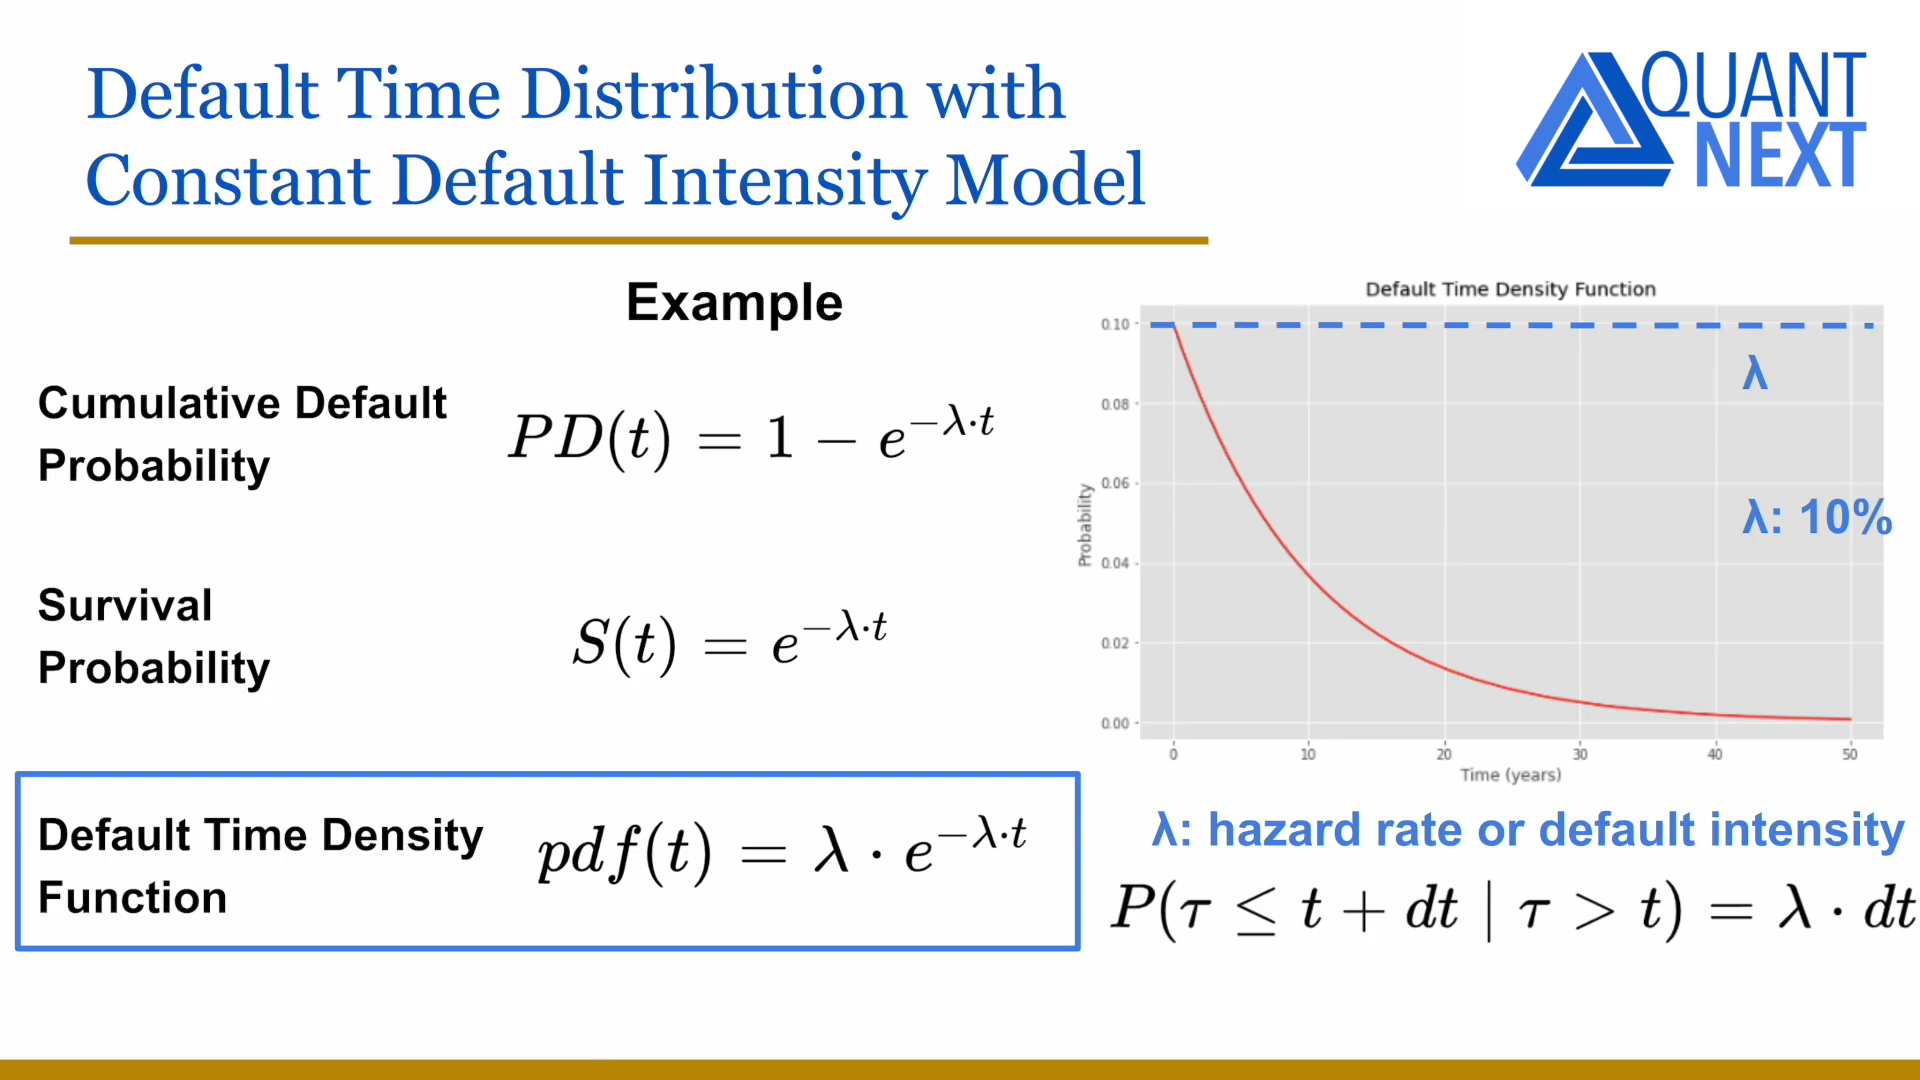 Default Time Distribution with
Constant Default Intensity Model
QUANT
NEXT
Example
Cumulative Default
Probability
PD(t) = 1 − e^{−λ·t}
Survival
Probability
S(t) = e^{−λ·t}
Default Time Density
Function
pdf(t) = λ · e^{−λ·t}
Default Time Density Function
0.10
0.08
0.06
0.04
0.02
0.00
Probability
λ
λ: 10%
0 10 20 30 40 50
Time (years)
λ: hazard rate or default intensity
P(τ ≤ t + dt | τ > t) = λ · dt